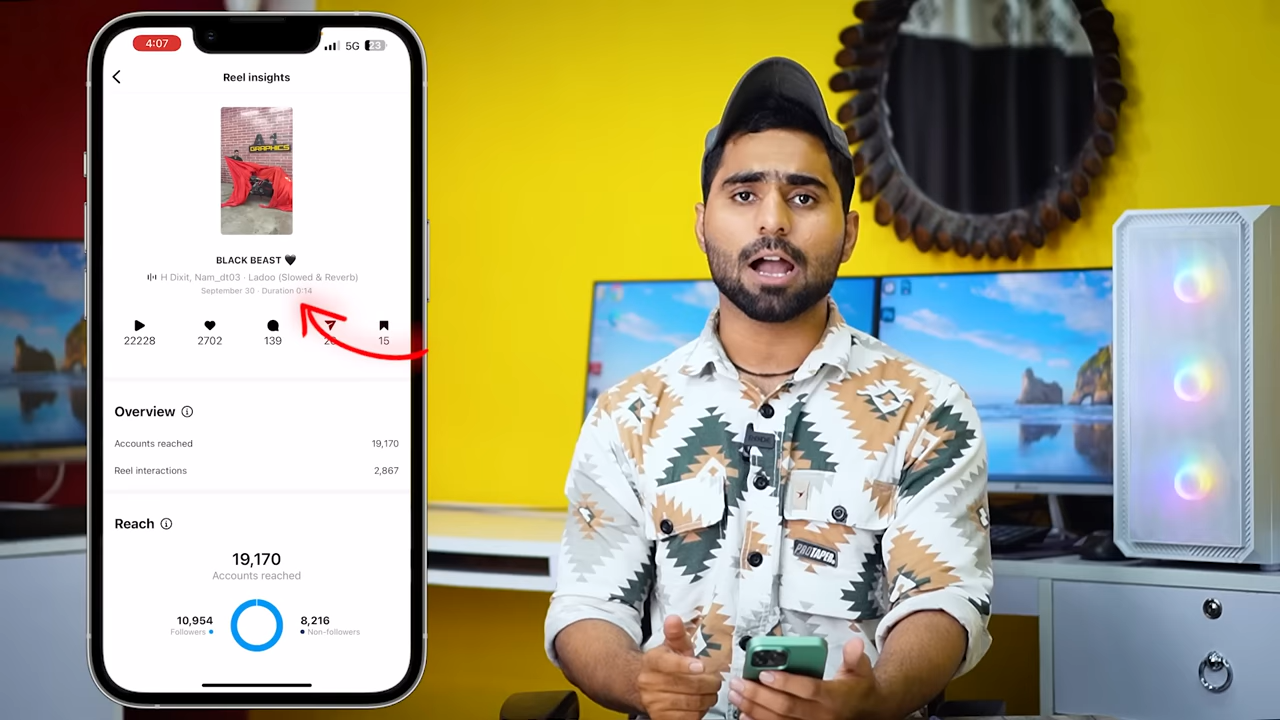 4:07
5G 23
Reel insights
A4
GRAPHICS
BLACK BEAST 🖤
H Dixit, Nam_dt03 · Ladoo (Slowed & Reverb)
September 30 · Duration 0:14
22228 2702 139 15
Overview
Accounts reached 19,170
Reel interactions 2,867
Reach
19,170
Accounts reached
10,954 8,216
Followers Non-followers
RODE
PROTAPER.